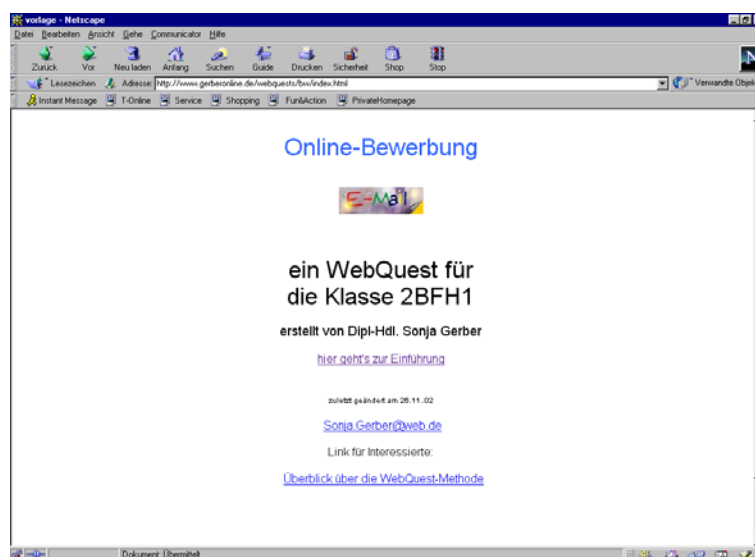 vorlage - Netscape
Datei Bearbeiten Ansicht Gehe Communicator Hilfe
Zurück Vor Neu laden Anfang Suchen Guide Drucken Sicherheit Shop Stop
Lesezeichen Adresse: http://www.gerberonline.de/webquests/bw/index.html Verwandte Objek
Instant Message T-Online Service Shopping Fun&Action PrivateHomepage
Online-Bewerbung
E-Mail
ein WebQuest für
die Klasse 2BFH1
erstellt von Dipl-Hdl. Sonja Gerber
hier geht's zur Einführung
zuletzt geändert am 26.11..02
Sonja.Gerber@web.de
Link für Interessierte:
Überblick über die WebQuest-Methode
Dokument: Übermittelt